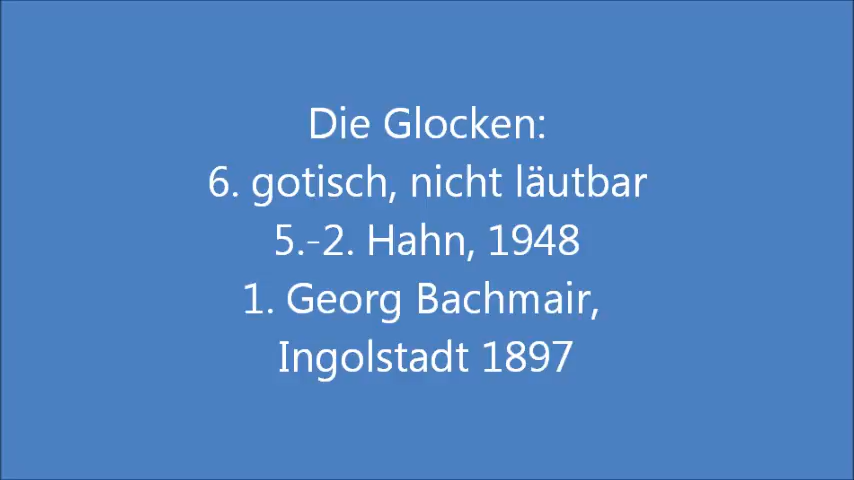 Die Glocken:
6. gotisch, nicht läutbar
5.-2. Hahn, 1948
1. Georg Bachmair,
Ingolstadt 1897